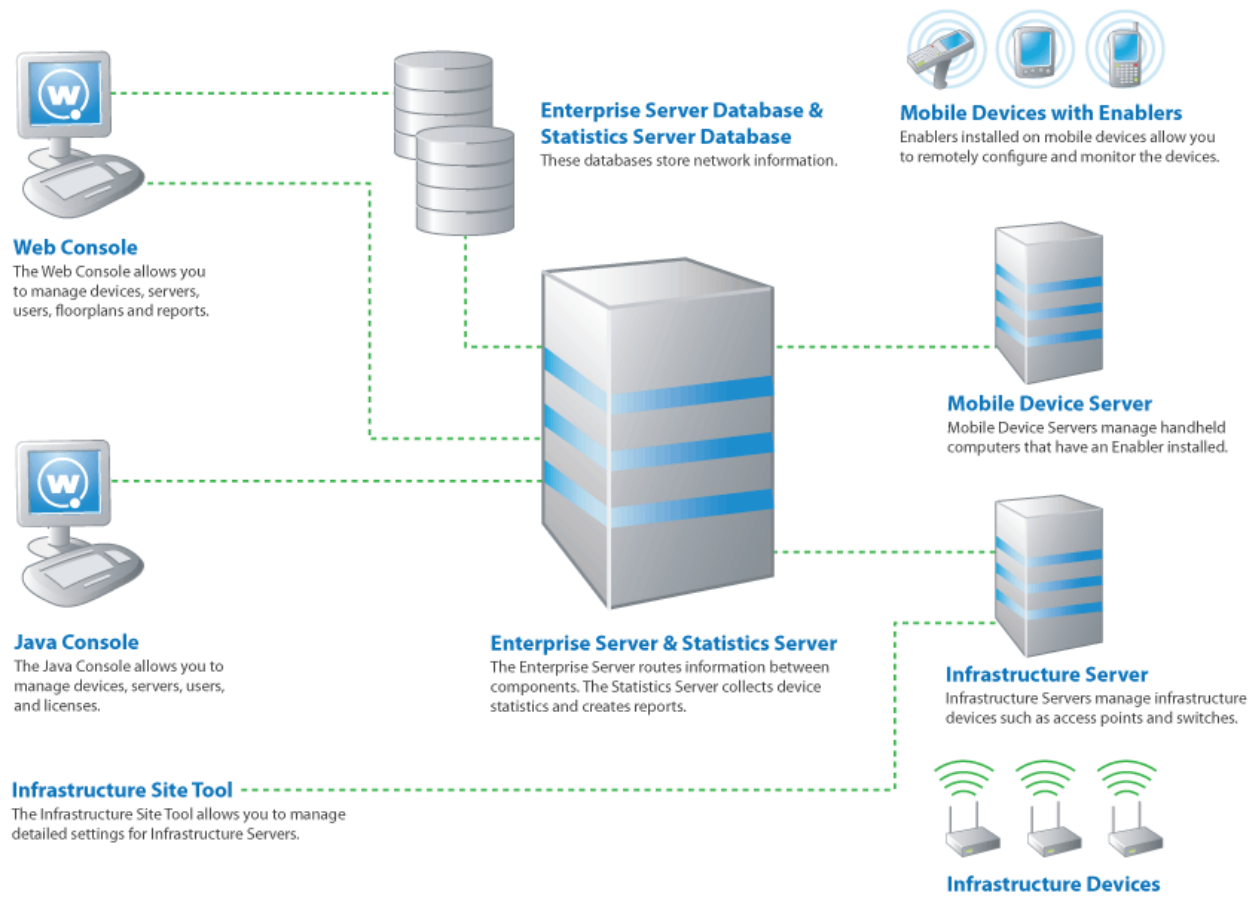 W
Enterprise Server Database &
Statistics Server Database
These databases store network information.
Mobile Devices with Enablers
Enablers installed on mobile devices allow you
to remotely configure and monitor the devices.
Web Console
The Web Console allows you
to manage devices, servers,
users, floorplans and reports.
Mobile Device Server
Mobile Device Servers manage handheld
computers that have an Enabler installed.
W
Java Console
The Java Console allows you to
manage devices, servers, users,
and licenses.
Enterprise Server & Statistics Server
The Enterprise Server routes information between
components. The Statistics Server collects device
statistics and creates reports.
Infrastructure Server
Infrastructure Servers manage infrastructure
devices such as access points and switches.
Infrastructure Site Tool
The Infrastructure Site Tool allows you to manage
detailed settings for Infrastructure Servers.
Infrastructure Devices